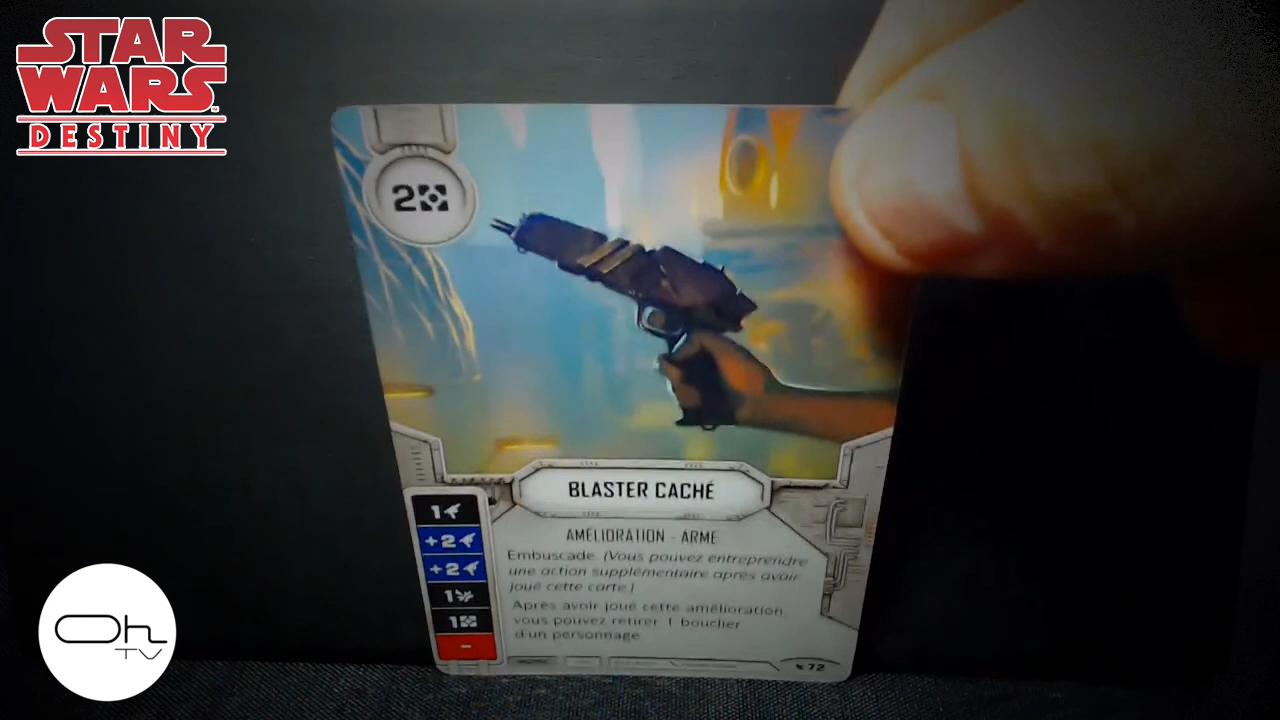 STAR
WARS
DESTINY
2
BLASTER CACHÉ
AMÉLIORATION - ARME
Embuscade. (Vous pouvez entreprendre
une action supplémentaire après avoir
joué cette carte.)
Après avoir joué cette amélioration,
vous pouvez retirer 1 bouclier
d'un personnage.
1
+2
+2
1
1
-
72
Oh
TV